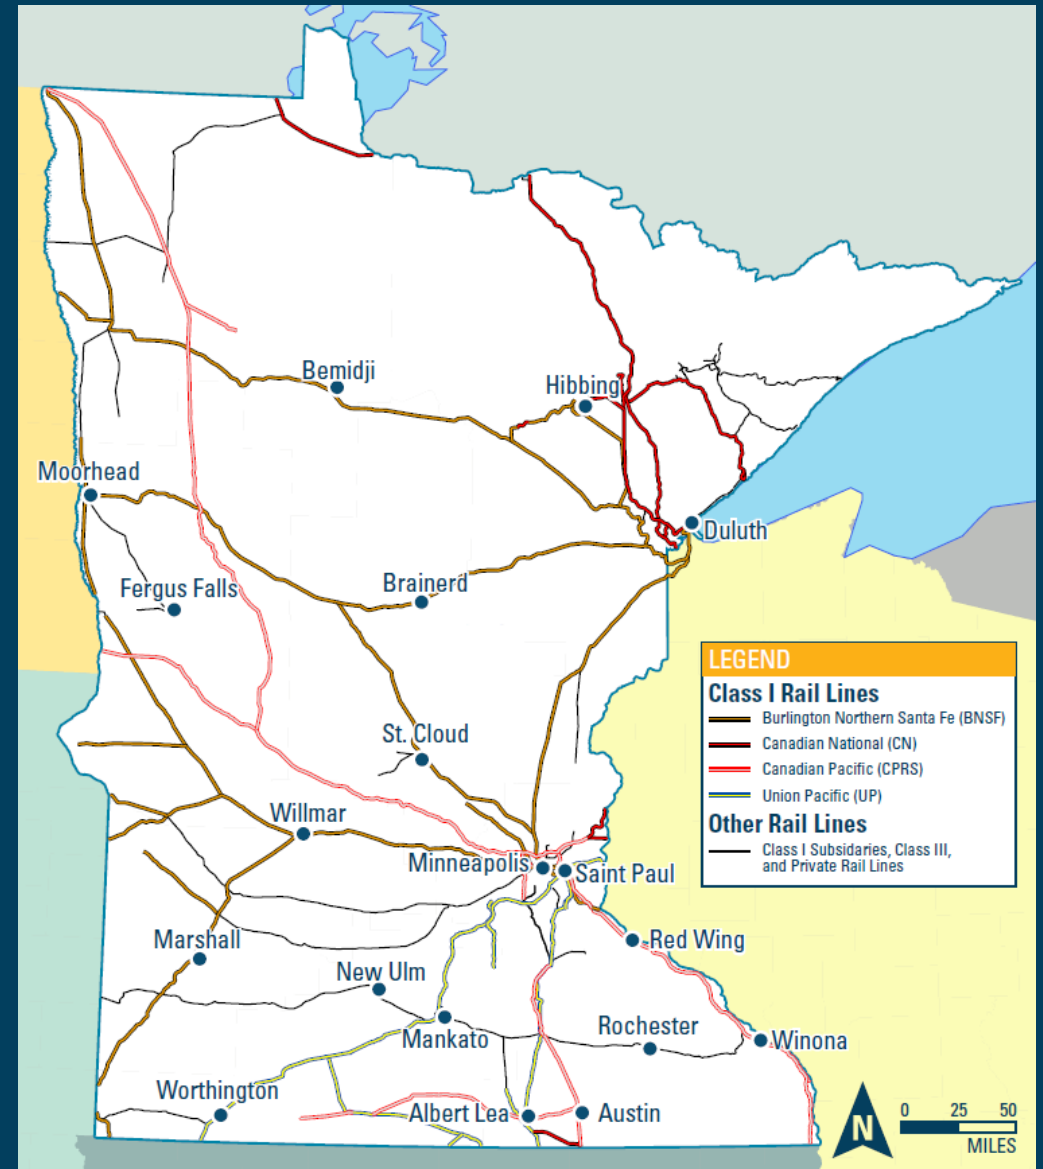 Bemidji
Hibbing
Moorhead
Duluth
Fergus Falls
Brainerd
LEGEND
Class I Rail Lines
Burlington Northern Santa Fe (BNSF)
Canadian National (CN)
Canadian Pacific (CPRS)
Union Pacific (UP)
Other Rail Lines
Class I Subsidaries, Class III,
and Private Rail Lines
St. Cloud
Willmar
Minneapolis
Saint Paul
Marshall
Red Wing
New Ulm
Mankato
Rochester
Winona
Worthington
Albert Lea
Austin
N
0 25 50
MILES